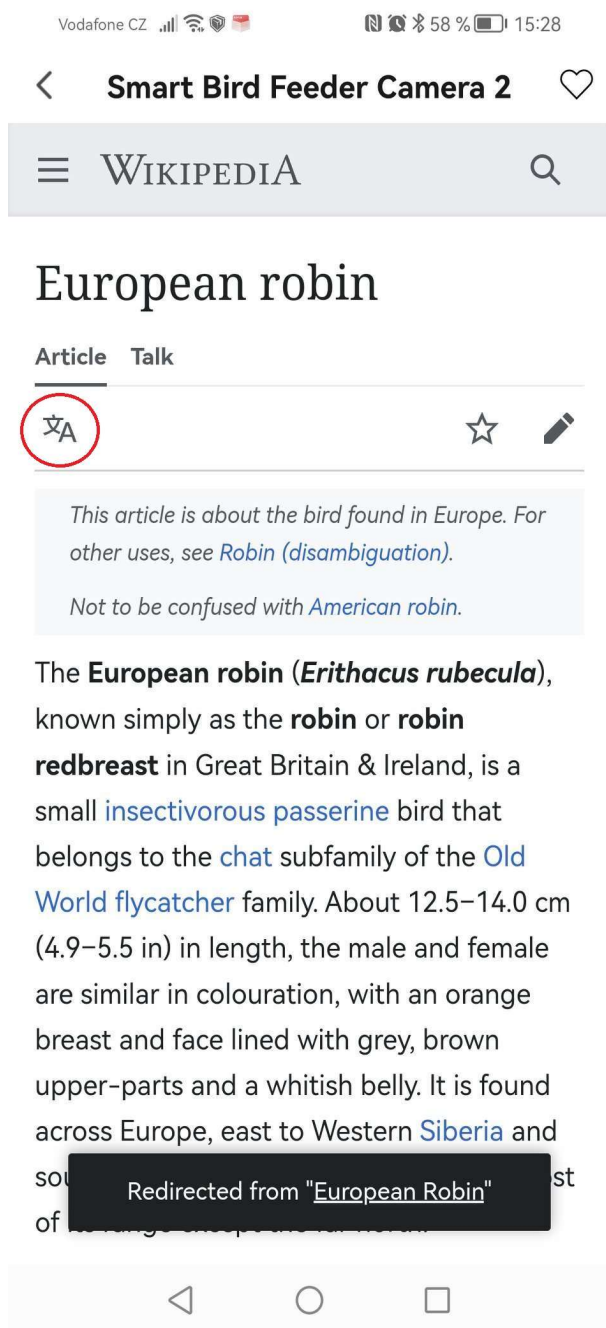 Vodafone CZ 58 % 15:28
Smart Bird Feeder Camera 2
WIKIPEDIA
European robin
Article Talk
文A
This article is about the bird found in Europe. For
other uses, see Robin (disambiguation).
Not to be confused with American robin.
The European robin (Erithacus rubecula),
known simply as the robin or robin
redbreast in Great Britain & Ireland, is a
small insectivorous passerine bird that
belongs to the chat subfamily of the Old
World flycatcher family. About 12.5–14.0 cm
(4.9–5.5 in) in length, the male and female
are similar in colouration, with an orange
breast and face lined with grey, brown
upper-parts and a whitish belly. It is found
across Europe, east to Western Siberia and
Redirected from "European Robin"
of